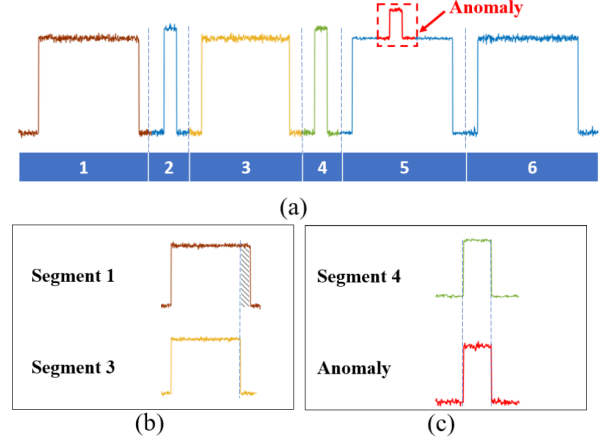 Anomaly
1 2 3 4 5 6
(a)
Segment 1
Segment 3
(b)
Segment 4
Anomaly
(c)